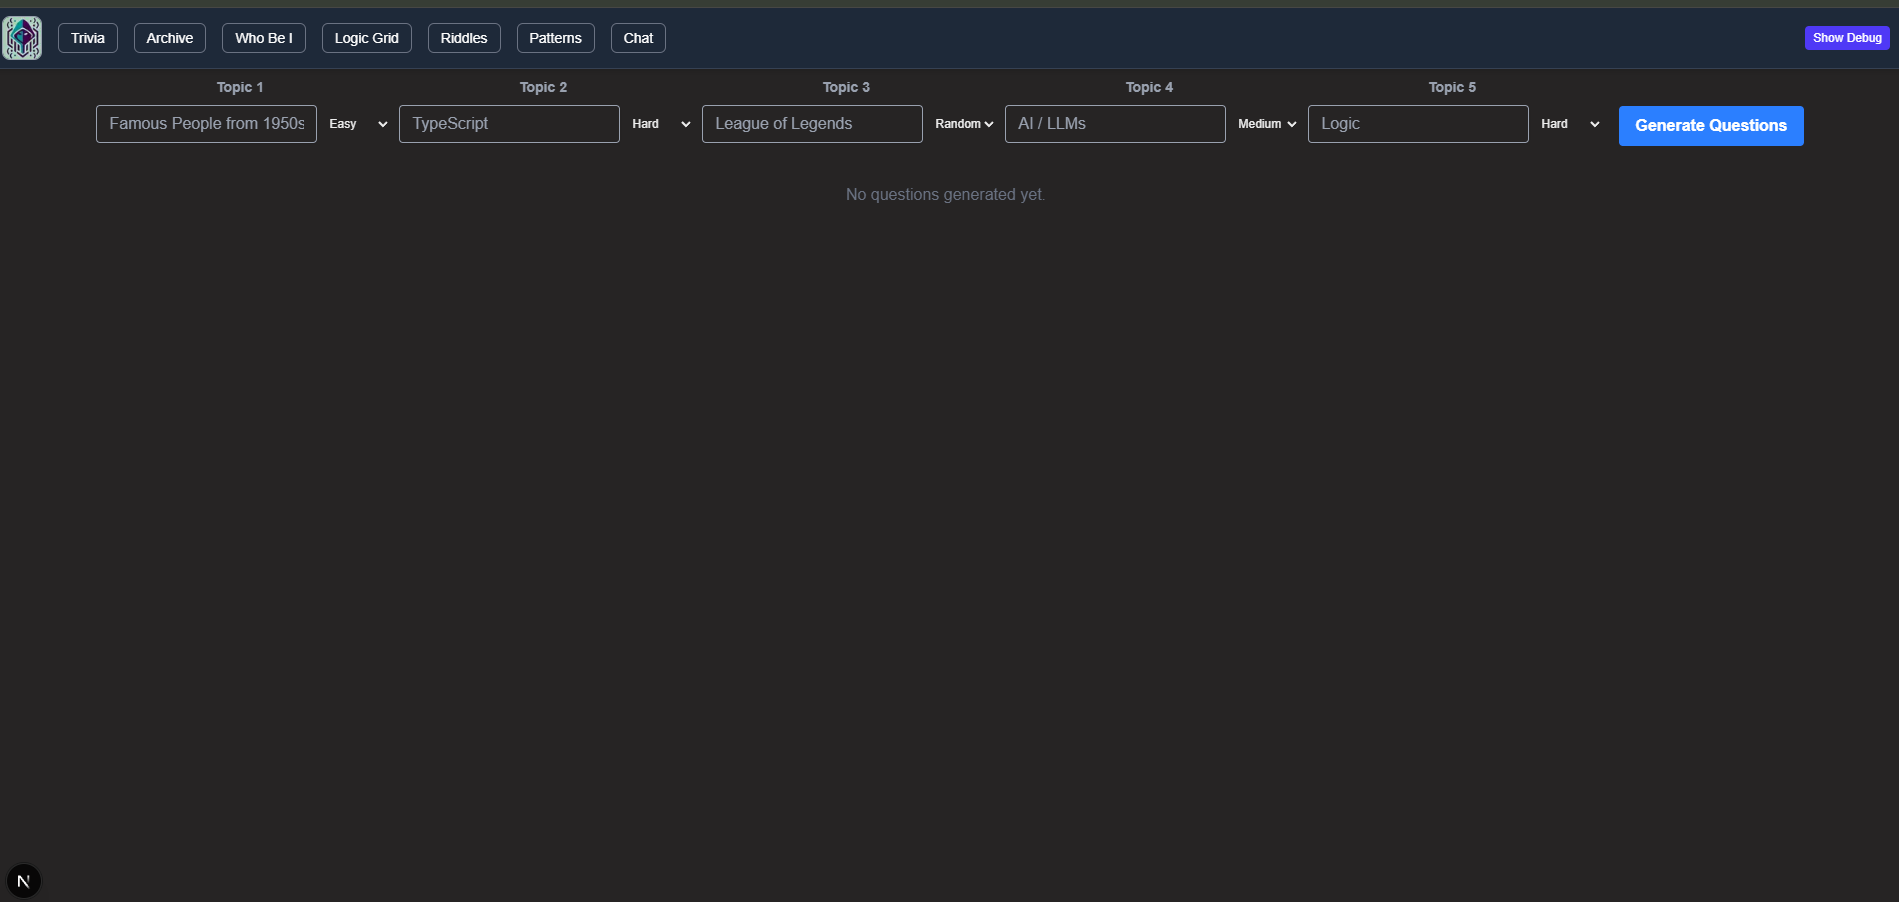 Trivia Archive Who Be I Logic Grid Riddles Patterns Chat Show Debug
Topic 1 Topic 2 Topic 3 Topic 4 Topic 5
Famous People from 1950s Easy TypeScript Hard League of Legends Random AI / LLMs Medium Logic Hard Generate Questions
No questions generated yet.
N